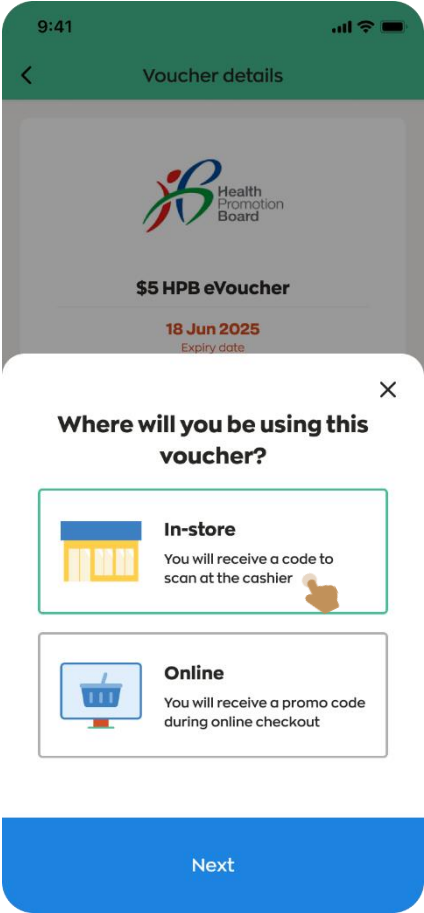 9:41
Voucher details
Health
Promotion
Board
$5 HPB eVoucher
18 Jun 2025
Expiry date
Where will you be using this
voucher?
In-store
You will receive a code to
scan at the cashier
Online
You will receive a promo code
during online checkout
Next